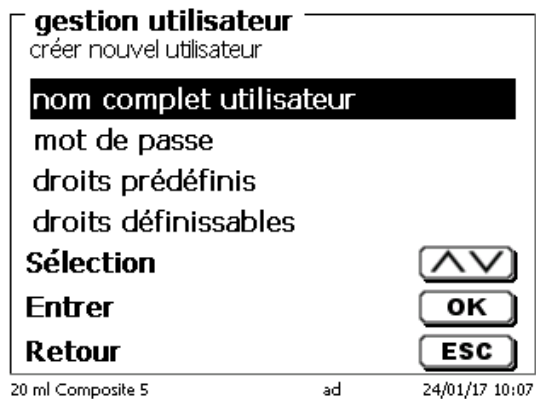 gestion utilisateur
créer nouvel utilisateur
nom complet utilisateur
mot de passe
droits prédéfinis
droits définissables
Sélection
Entrer OK
Retour ESC
20 ml Composite 5 ad 24/01/17 10:07